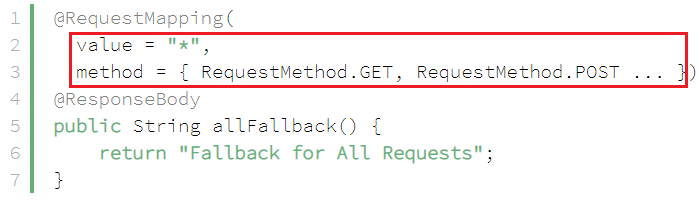 1 @RequestMapping(
2 value = "*",
3 method = { RequestMethod.GET, RequestMethod.POST ... })
4 @ResponseBody
5 public String allFallback() {
6 return "Fallback for All Requests";
7 }